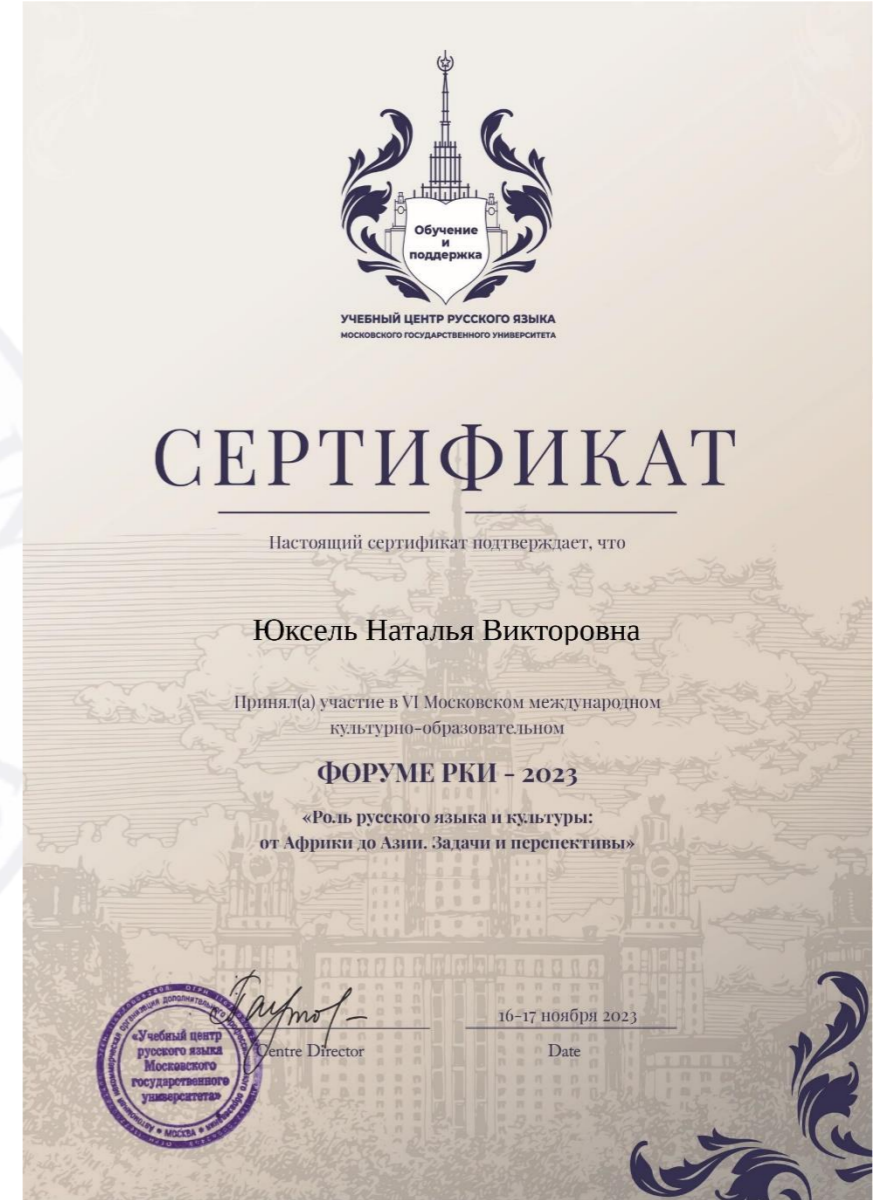 Обучение
и
поддержка
УЧЕБНЫЙ ЦЕНТР РУССКОГО ЯЗЫКА
МОСКОВСКОГО ГОСУДАРСТВЕННОГО УНИВЕРСИТЕТА
СЕРТИФИКАТ
Настоящий сертификат подтверждает, что
Юксель Наталья Викторовна
Принял(а) участие в VI Московском международном
культурно-образовательном
ФОРУМЕ РКИ - 2023
«Роль русского языка и культуры:
от Африки до Азии. Задачи и перспективы»
16-17 ноября 2023
Centre Director
Date
«Учебный центр
русского языка
Московского
государственного
университета»
МОСКВА